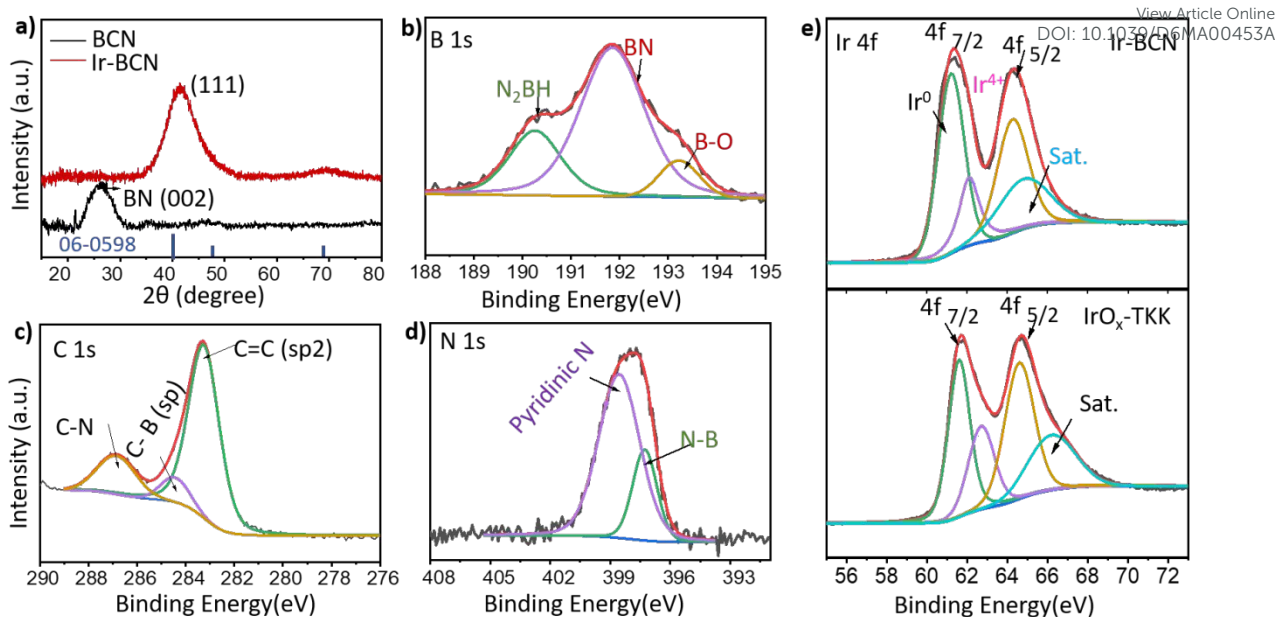 View Article Online
DOI: 10.1039/D6MA00453A
a)
BCN
Ir-BCN
(111)
BN (002)
06-0598
20 30 40 50 60 70 80
2θ (degree)
Intensity (a.u.)
b)
B 1s
N2BH
BN
B-O
188 189 190 191 192 193 194 195
Binding Energy(eV)
c)
C 1s
C=C (sp2)
C-N
C- B (sp)
290 288 286 284 282 280 278 276
Binding Energy(eV)
Intensity (a.u.)
d)
N 1s
Pyridinic N
N-B
408 405 402 399 396 393
Binding Energy(eV)
e)
Ir 4f
4f 7/2
4f 5/2
Ir-BCN
Ir0
Ir4+
Sat.
4f 7/2
4f 5/2
IrOx-TKK
Sat.
56 58 60 62 64 66 68 70 72
Binding Energy(eV)